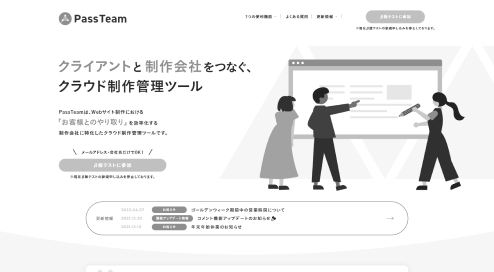 PassTeam
7つの便利機能
よくある質問
更新情報
β版テストに参加
※現在β版テストの新規申し込みを停止しております。
クライアントと制作会社をつなぐ、
クラウド制作管理ツール
PassTeamは、Webサイト制作における
「お客様とのやり取り」を効率化する
制作会社に特化したクラウド制作管理ツールです。
メールアドレス・社名だけでOK！
β版テストに参加
※現在β版テストの新規申し込みを停止しております。
更新情報
お知らせ
ゴールデンウィーク期間中の営業時間について
機能アップデート情報
コメント機能アップデートのお知らせ
お知らせ
年末年始休業のお知らせ